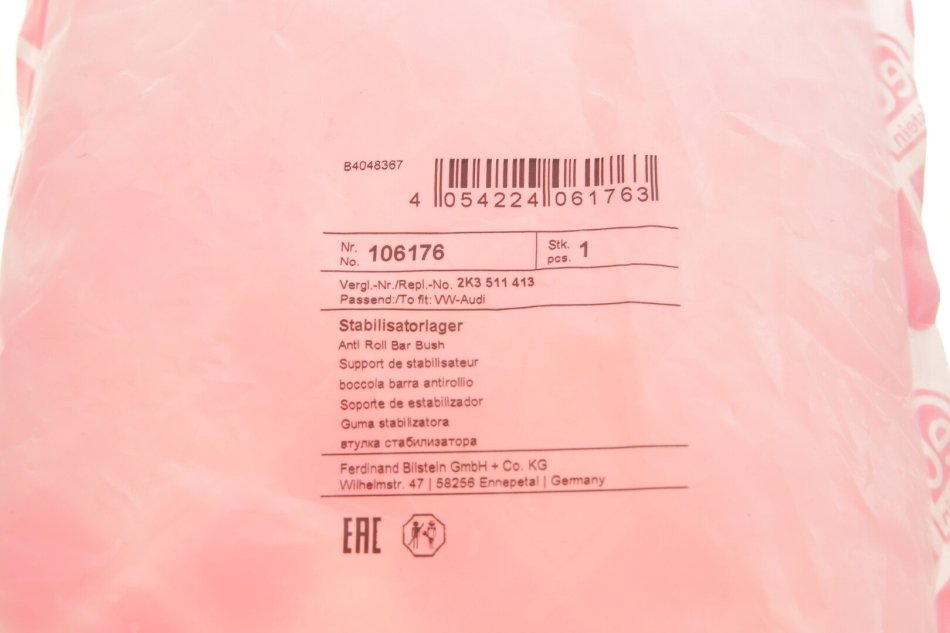 B4048367
4 054224 061763
Nr.
No. 106176
Stk.
pcs. 1
Vergl.-Nr./Repl.-No. 2K3 511 413
Passend:/To fit: VW-Audi
Stabilisatorlager
Anti Roll Bar Bush
Support de stabilisateur
boccola barra antirollio
Soporte de estabilizador
Guma stabilizatora
втулка стабилизатора
Ferdinand Bilstein GmbH + Co. KG
Wilhelmstr. 47 | 58256 Ennepetal | Germany
EAC